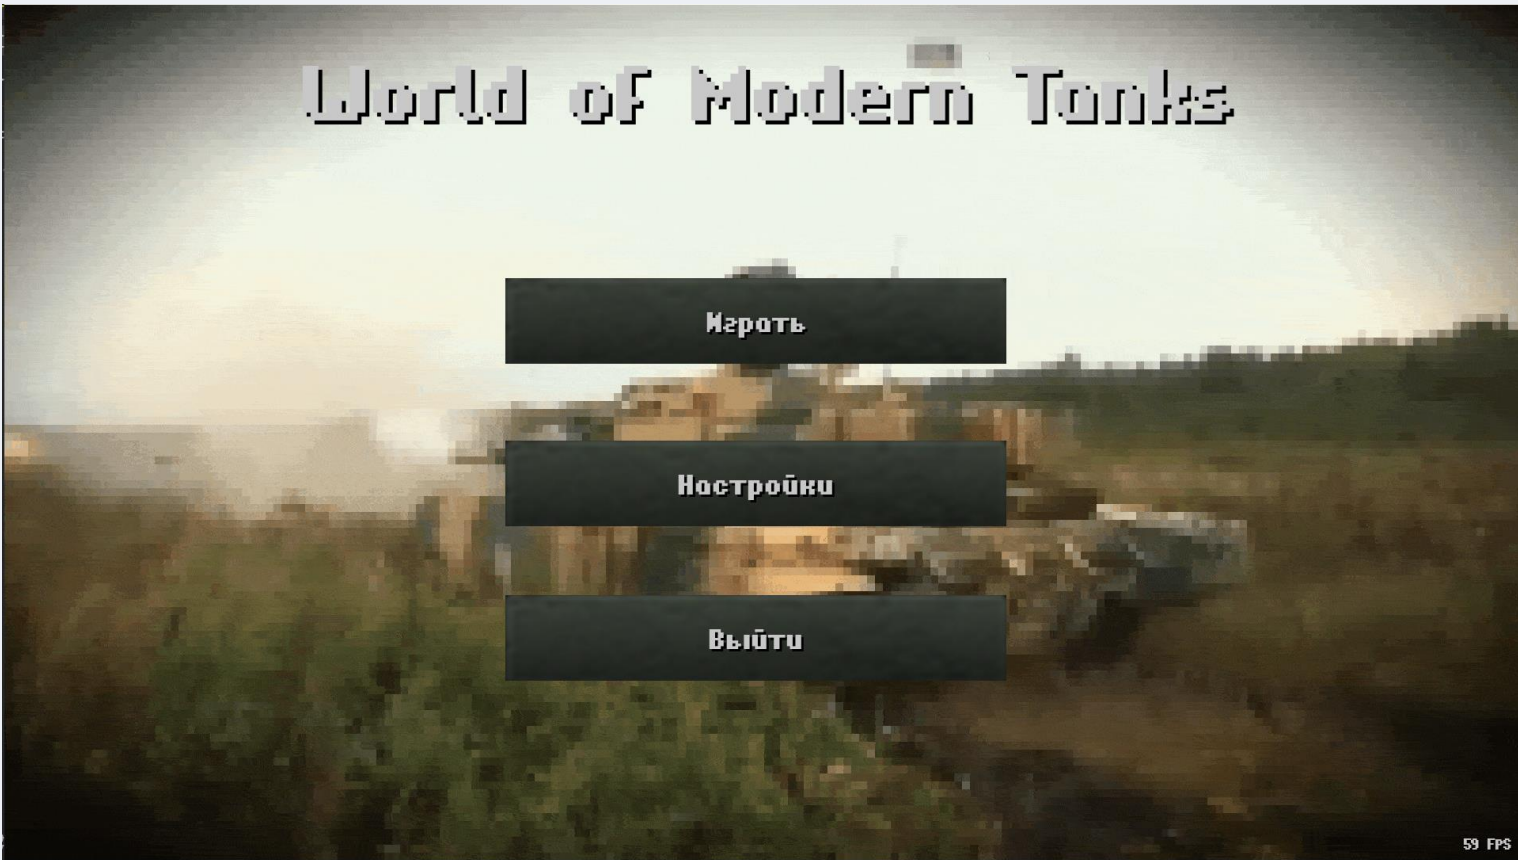 World of Modern Tanks
Играть
Настройки
Выйти
59 FPS